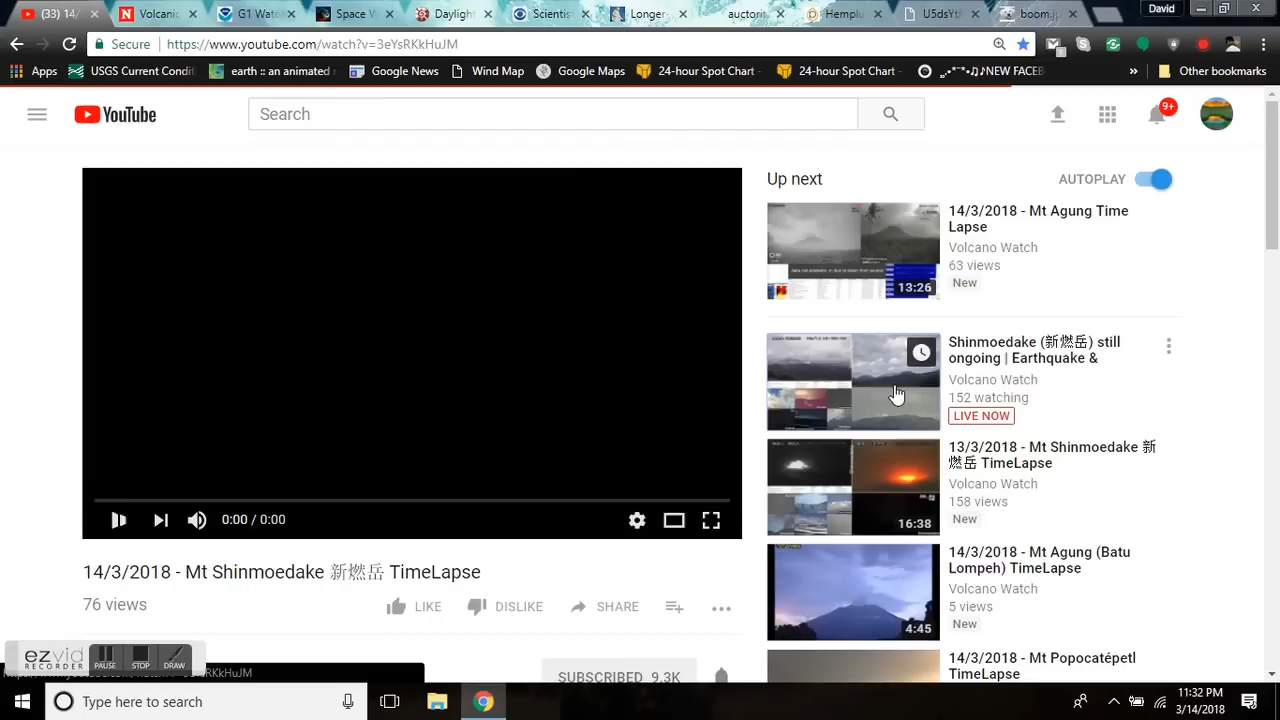 (33) 14/
Volcanic
G1 Wate
Space W
Daylight
Scientis
Longer-
auctorit
Hemplu
U5dsYt
boom.jp
David
Secure
https://www.youtube.com/watch?v=3eYsRKkHuJM
Apps
USGS Current Condit
earth :: an animated
Google News
Wind Map
Google Maps
24-hour Spot Chart -
24-hour Spot Chart -
NEW FACEB
»
Other bookmarks
YouTube
Search
9+
Up next
AUTOPLAY
14/3/2018 - Mt Agung Time
Lapse
Volcano Watch
63 views
New
13:26
Shinmoedake (新燃岳) still
ongoing | Earthquake &
Volcano Watch
152 watching
LIVE NOW
13/3/2018 - Mt Shinmoedake 新
燃岳 TimeLapse
Volcano Watch
158 views
New
16:38
0:00 / 0:00
14/3/2018 - Mt Shinmoedake 新燃岳 TimeLapse
76 views
LIKE
DISLIKE
SHARE
14/3/2018 - Mt Agung (Batu
Lompeh) TimeLapse
Volcano Watch
5 views
New
4:45
14/3/2018 - Mt Popocatépetl
TimeLapse
ezvid
RECORDER
PAUSE
STOP
DRAW
RKkHuJM
SUBSCRIBED 9.3K
Type here to search
11:32 PM
3/14/2018